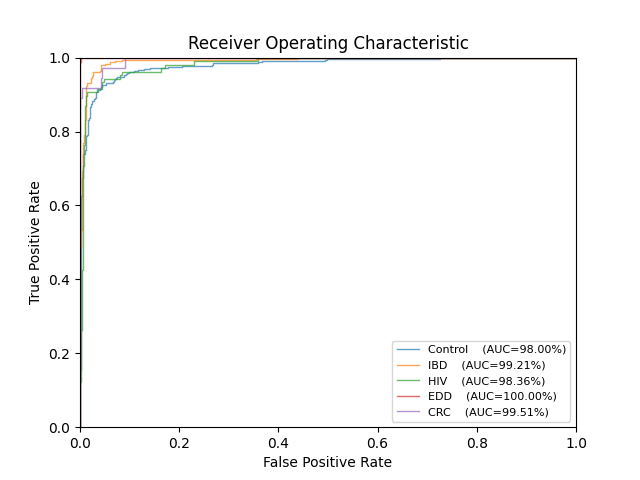 Receiver Operating Characteristic
1.0
0.8
0.6
0.4
0.2
0.0
True Positive Rate
Control (AUC=98.00%)
IBD (AUC=99.21%)
HIV (AUC=98.36%)
EDD (AUC=100.00%)
CRC (AUC=99.51%)
0.0 0.2 0.4 0.6 0.8 1.0
False Positive Rate